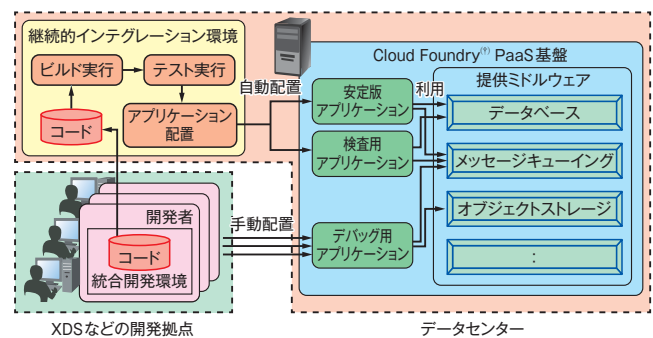 継続的インテグレーション環境
ビルド実行
テスト実行
コード
アプリケーション
配置
自動配置
Cloud Foundry(†) PaaS基盤
安定版
アプリケーション
検査用
アプリケーション
デバッグ用
アプリケーション
利用
提供ミドルウェア
データベース
メッセージキューイング
オブジェクトストレージ
：
開発者
コード
統合開発環境
手動配置
XDSなどの開発拠点
データセンター